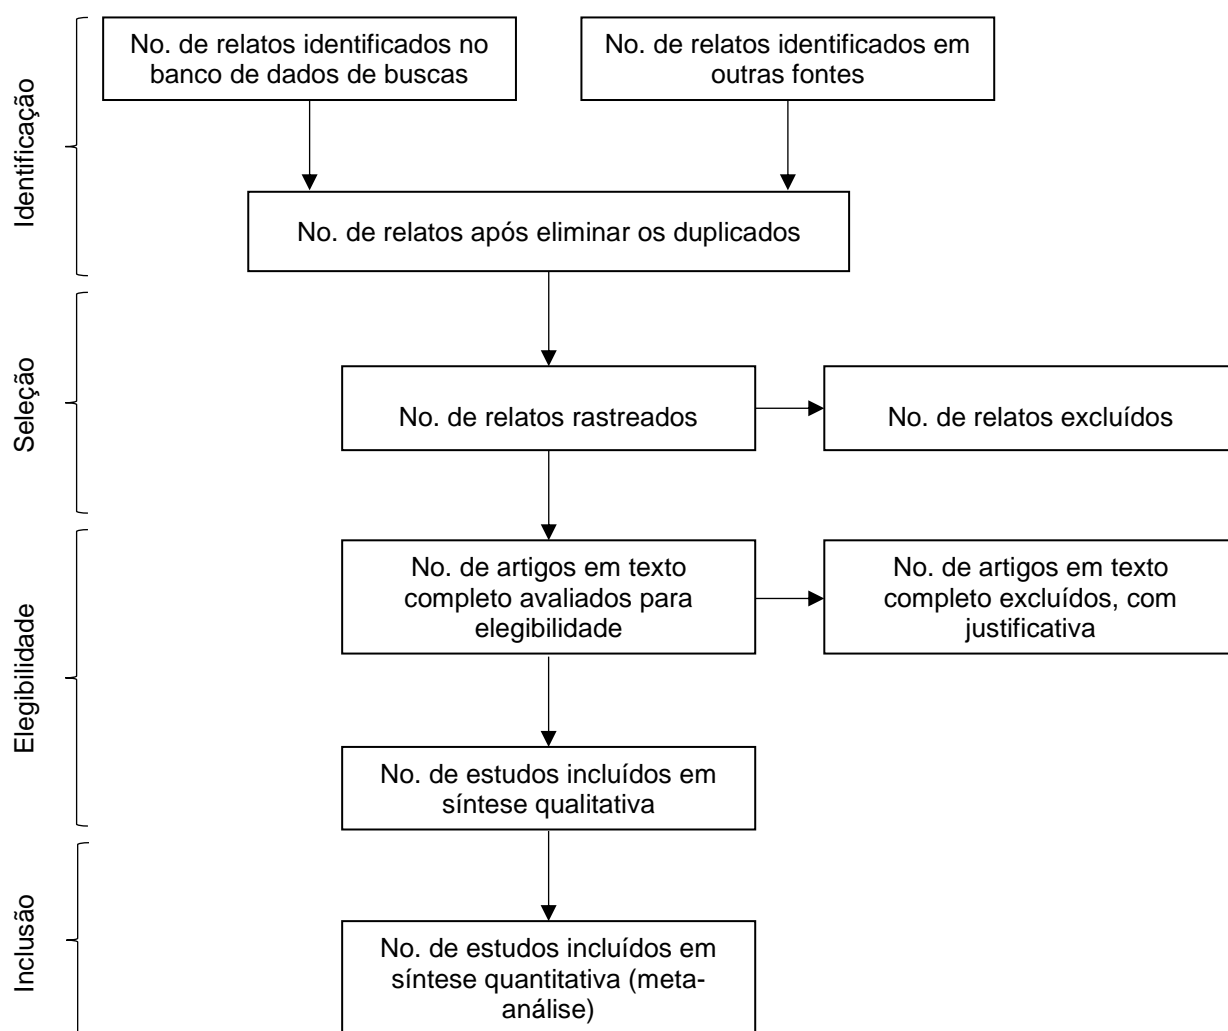 Identificação
No. de relatos identificados no
banco de dados de buscas
No. de relatos identificados em
outras fontes
No. de relatos após eliminar os duplicados
Seleção
No. de relatos rastreados
No. de relatos excluídos
Elegibilidade
No. de artigos em texto
completo avaliados para
elegibilidade
No. de artigos em texto
completo excluídos, com
justificativa
No. de estudos incluídos em
síntese qualitativa
Inclusão
No. de estudos incluídos em
síntese quantitativa (meta-
análise)